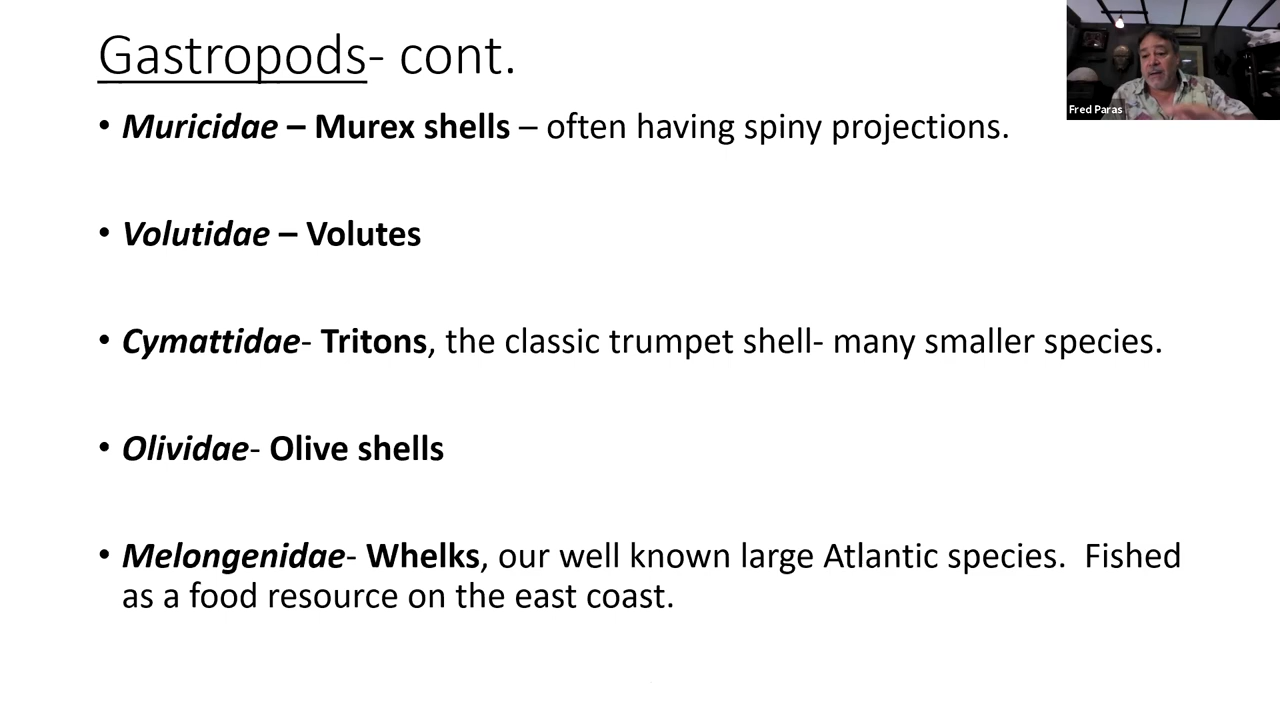 Gastropods- cont.
Fred Paras
• Muricidae – Murex shells – often having spiny projections.
• Volutidae – Volutes
• Cymattidae- Tritons, the classic trumpet shell- many smaller species.
• Olividae- Olive shells
• Melongenidae- Whelks, our well known large Atlantic species.  Fished
as a food resource on the east coast.